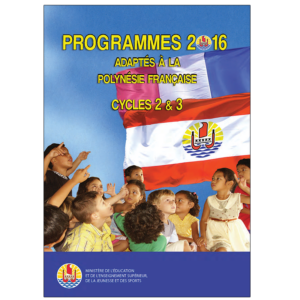 PROGRAMMES 2016
ADAPTÉS À LA
POLYNÉSIE FRANÇAISE
CYCLES 2 & 3
MINISTÈRE DE L'ÉDUCATION
ET DE L'ENSEIGNEMENT SUPÉRIEUR,
DE LA JEUNESSE ET DES SPORTS